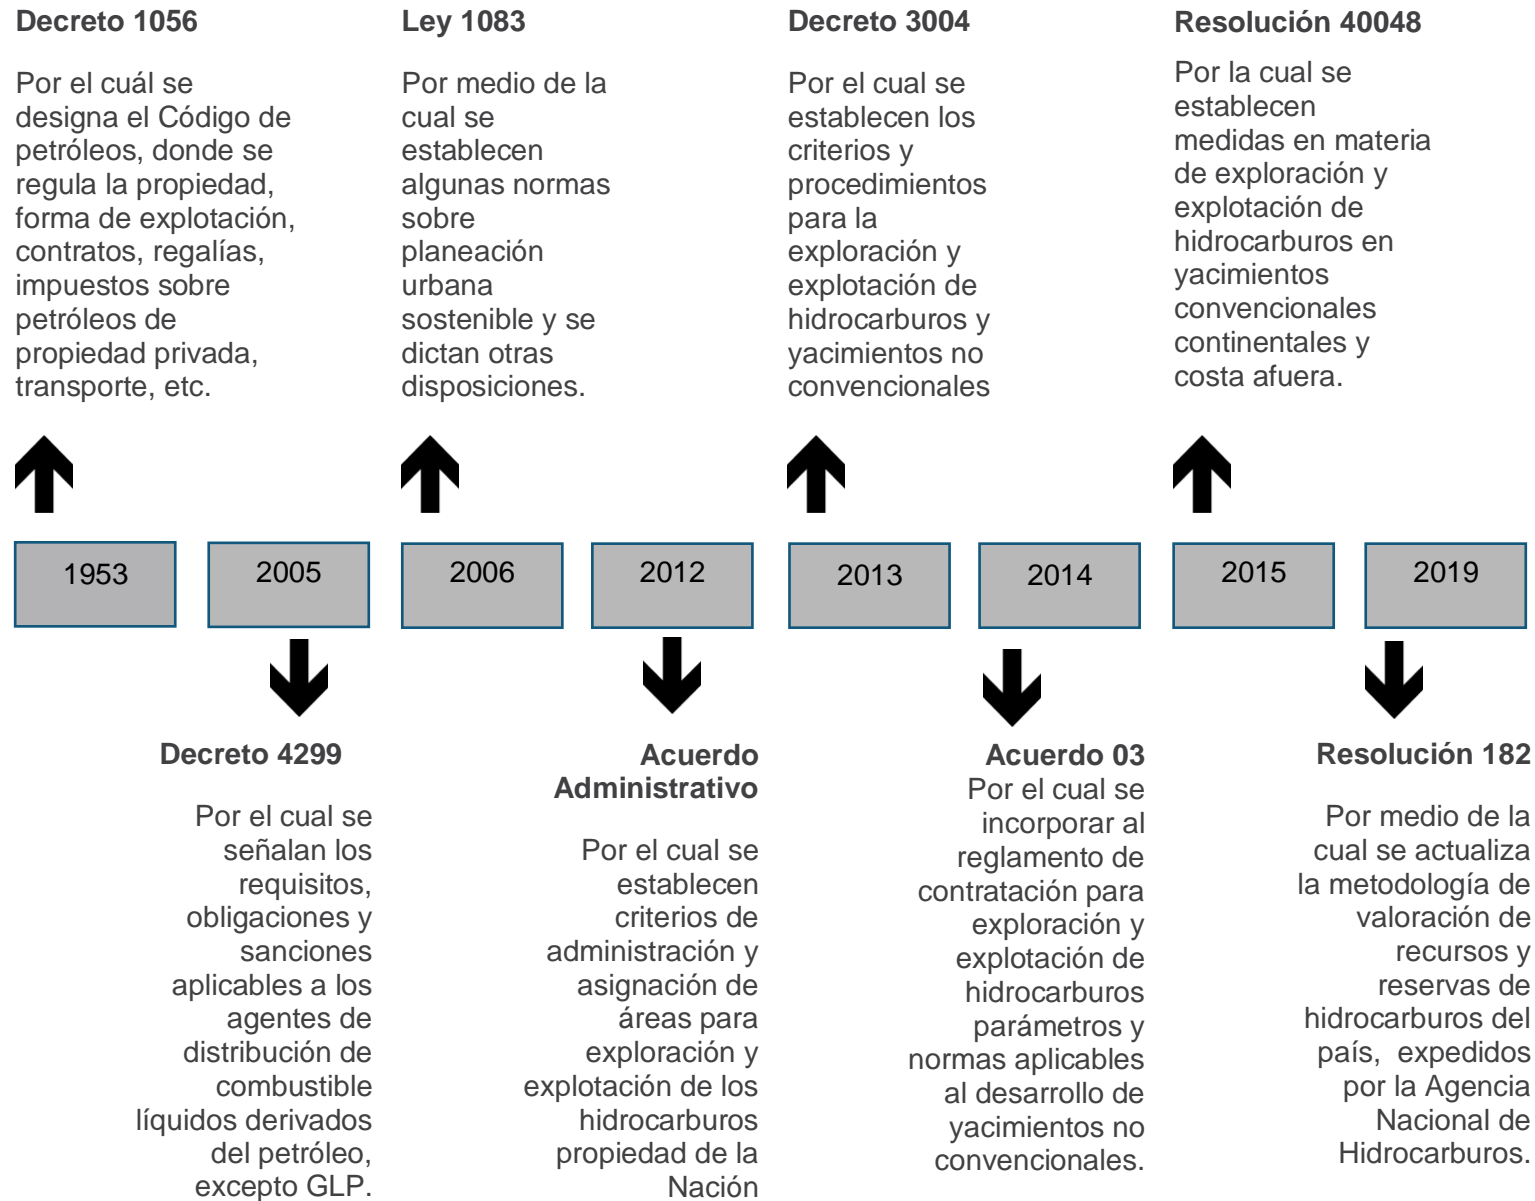 Decreto 1056
Por el cuál se
designa el Código de
petróleos, donde se
regula la propiedad,
forma de explotación,
contratos, regalías,
impuestos sobre
petróleos de
propiedad privada,
transporte, etc.
Ley 1083
Por medio de la
cual se
establecen
algunas normas
sobre
planeación
urbana
sostenible y se
dictan otras
disposiciones.
Decreto 3004
Por el cual se
establecen los
criterios y
procedimientos
para la
exploración y
explotación de
hidrocarburos y
yacimientos no
convencionales
Resolución 40048
Por la cual se
establecen
medidas en materia
de exploración y
explotación de
hidrocarburos en
yacimientos
convencionales
continentales y
costa afuera.
1953
2005
2006
2012
2013
2014
2015
2019
Decreto 4299
Por el cual se
señalan los
requisitos,
obligaciones y
sanciones
aplicables a los
agentes de
distribución de
combustible
líquidos derivados
del petróleo,
excepto GLP.
Acuerdo
Administrativo
Por el cual se
establecen
criterios de
administración y
asignación de
áreas para
exploración y
explotación de los
hidrocarburos
propiedad de la
Nación
Acuerdo 03
Por el cual se
incorporar al
reglamento de
contratación para
exploración y
explotación de
hidrocarburos
parámetros y
normas aplicables
al desarrollo de
yacimientos no
convencionales.
Resolución 182
Por medio de la
cual se actualiza
la metodología de
valoración de
recursos y
reservas de
hidrocarburos del
país, expedidos
por la Agencia
Nacional de
Hidrocarburos.